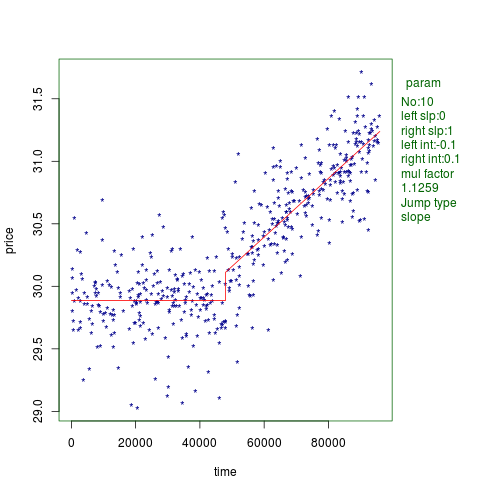 param
No:10
left slp:0
right slp:1
left int:-0.1
right int:0.1
mul factor
1.1259
Jump type
slope
price
31.5
31.0
30.5
30.0
29.5
29.0
0 20000 40000 60000 80000
time